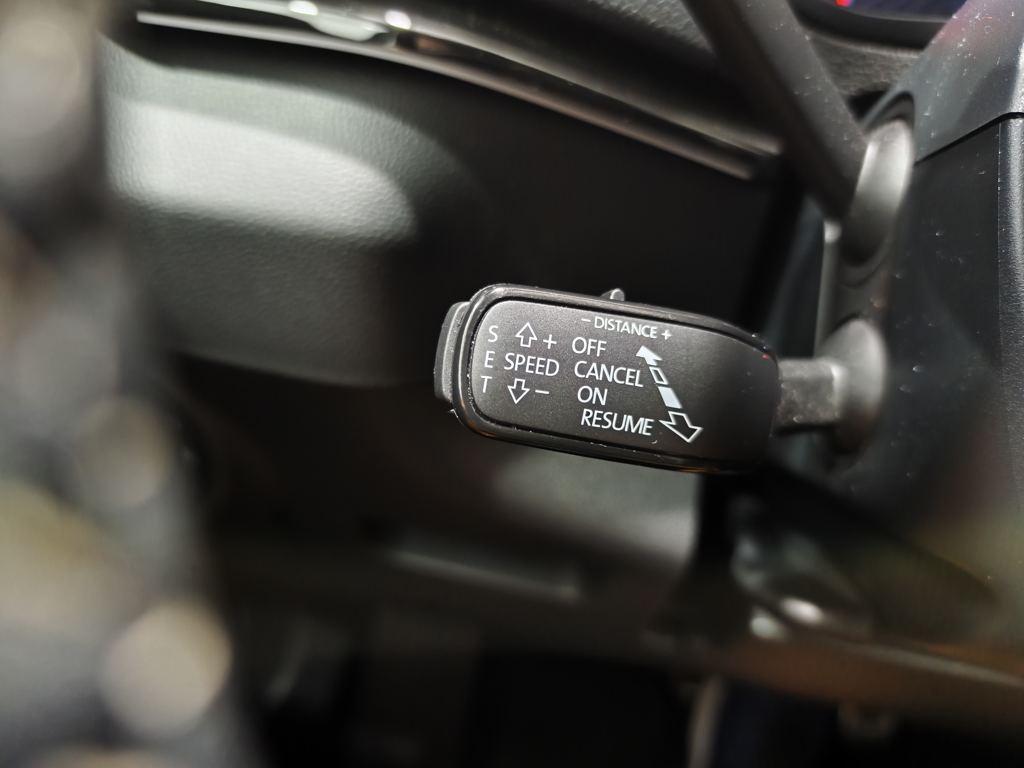 - DISTANCE +
S
E
T
+
SPEED
-
OFF
CANCEL
ON
RESUME